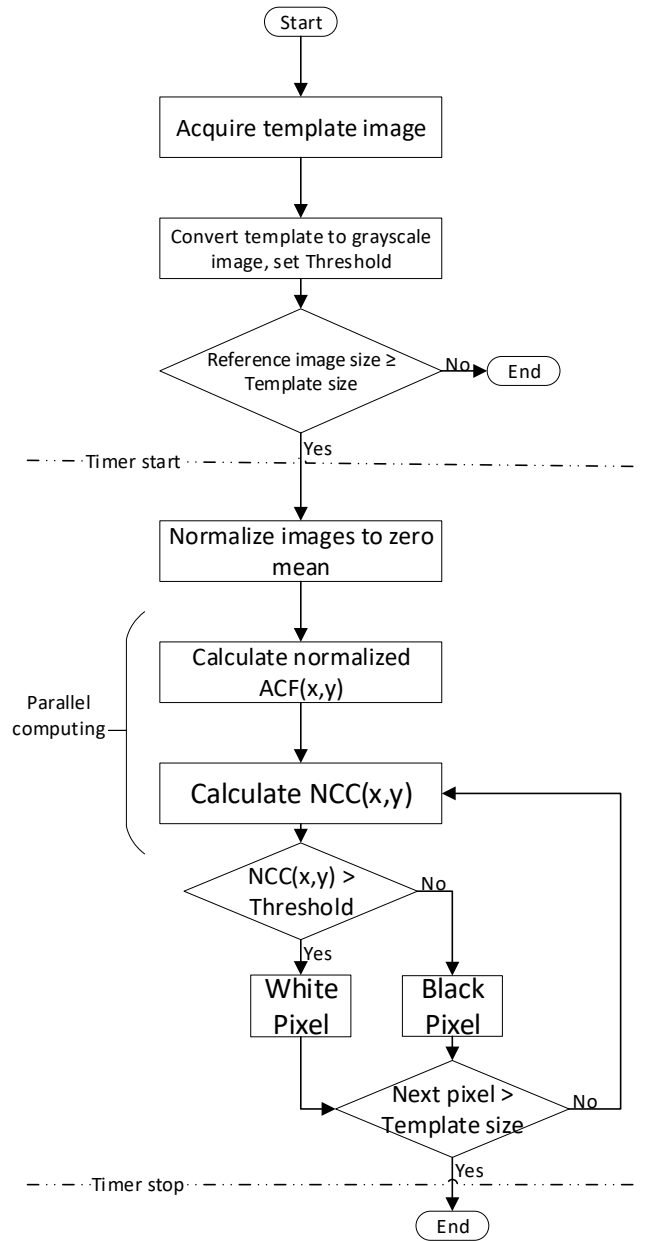 Start
Acquire template image
Convert template to grayscale
image, set Threshold
Reference image size ≥
Template size
No
End
Yes
Timer start
Normalize images to zero
mean
Calculate normalized
ACF(x,y)
Parallel
computing
Calculate NCC(x,y)
NCC(x,y) >
Threshold
No
Yes
White
Pixel
Black
Pixel
Next pixel >
Template size
No
Yes
Timer stop
End